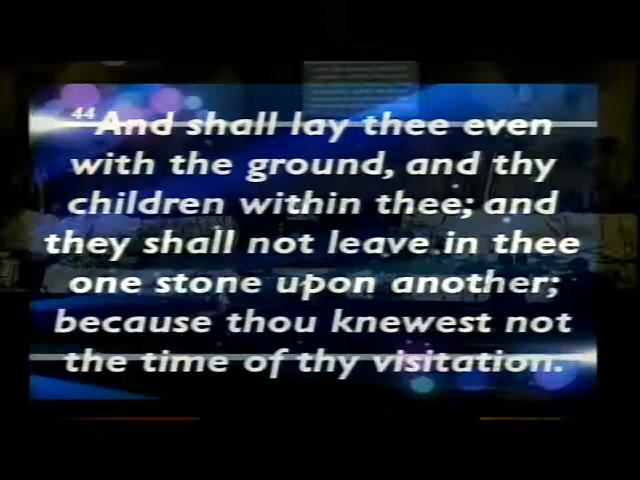 44 And shall lay thee even
with the ground, and thy
children within thee; and
they shall not leave in thee
one stone upon another;
because thou knewest not
the time of thy visitation.